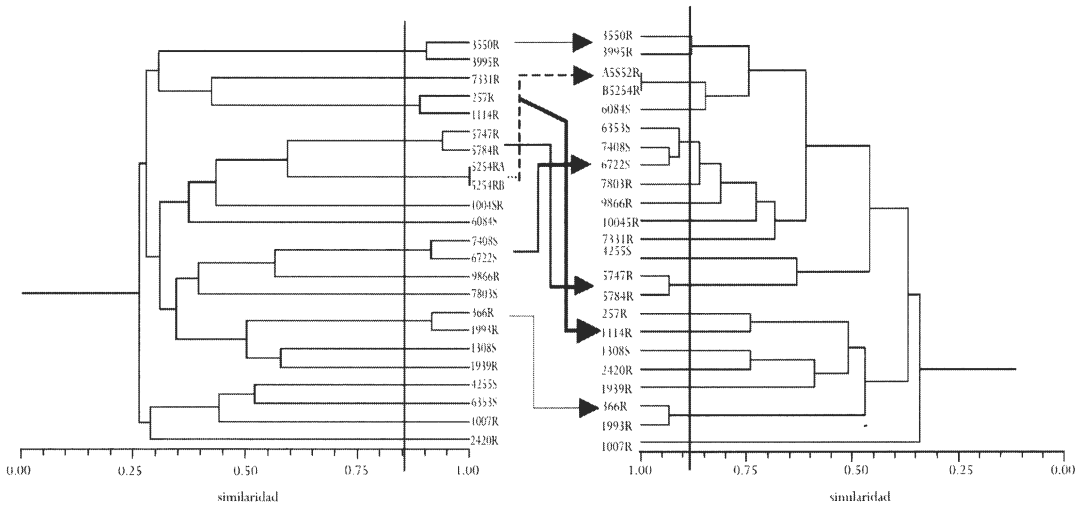 3550R
3995R
7331R
257R
1114R
5747R
5784R
5254RA
5254RB
10045R
6084S
7408S
6722S
9866R
7803S
366R
1993R
1308S
1939R
4255S
6353S
1007R
2420R
0.00 0.25 0.50 0.75 1.00
similaridad
3550R
3995R
A5S52R
B5254R
6084S
6353S
7408S
6722S
7803R
9866R
10045R
7331R
4255S
5747R
5784R
257R
1114R
1308S
2420R
1939R
366R
1993R
1007R
1.00 0.75 0.50 0.25 0.00
similaridad